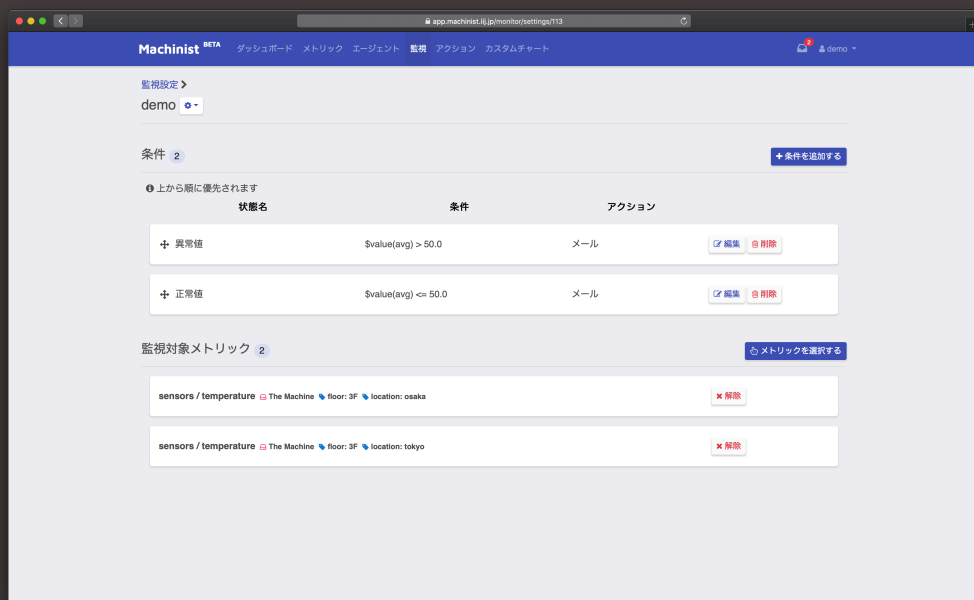 app.machinist.iij.jp/monitor/settings/113
Machinist BETA ダッシュボード メトリック エージェント 監視 アクション カスタムチャート 2 demo
監視設定
demo
条件 2 条件を追加する
上から順に優先されます
状態名 条件 アクション
異常値 $value(avg) > 50.0 メール 編集 削除
正常値 $value(avg) <= 50.0 メール 編集 削除
監視対象メトリック 2 メトリックを選択する
sensors / temperature The Machine floor: 3F location: osaka 解除
sensors / temperature The Machine floor: 3F location: tokyo 解除